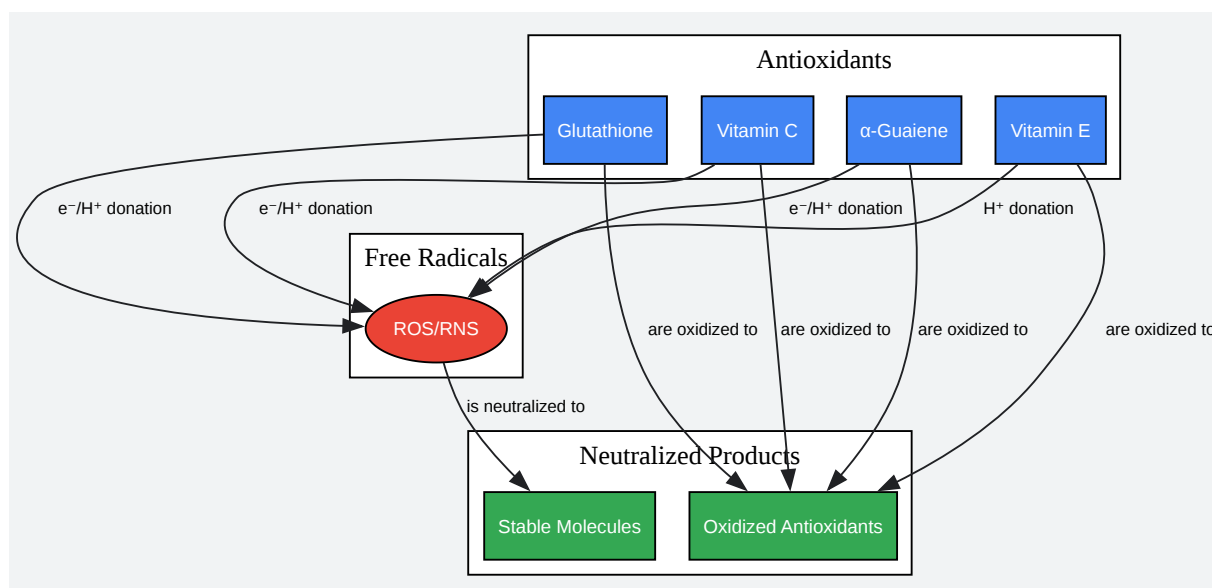 Antioxidants
Glutathione
Vitamin C
α-Guaiene
Vitamin E
e⁻/H⁺ donation
e⁻/H⁺ donation
e⁻/H⁺ donation
H⁺ donation
Free Radicals
ROS/RNS
are oxidized to
are oxidized to
are oxidized to
are oxidized to
is neutralized to
Neutralized Products
Stable Molecules
Oxidized Antioxidants